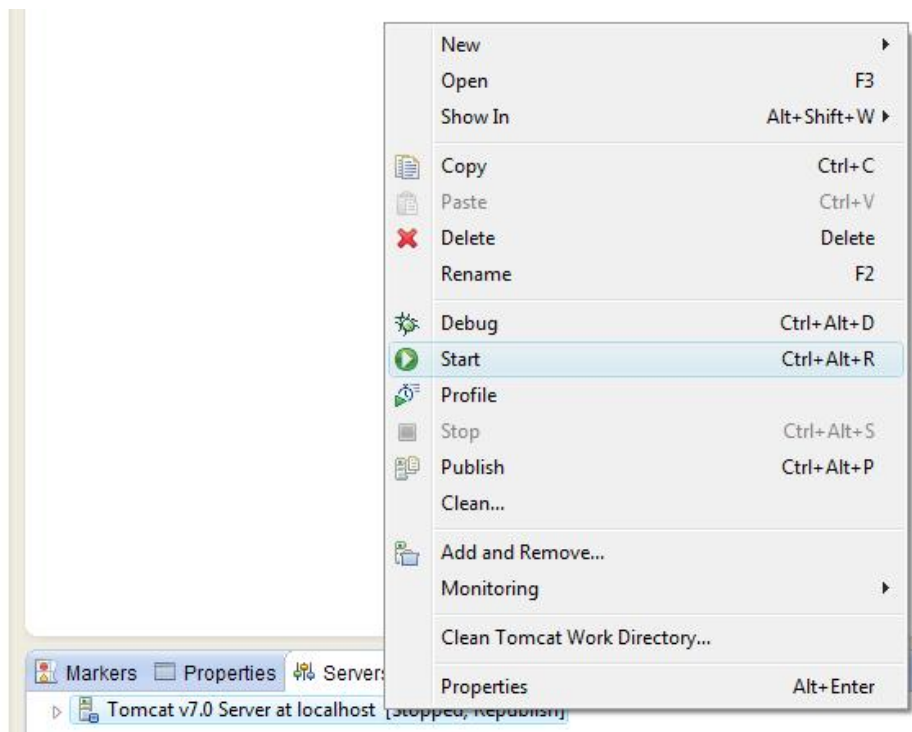 New
Open F3
Show In Alt+Shift+W
Copy Ctrl+C
Paste Ctrl+V
Delete Delete
Rename F2
Debug Ctrl+Alt+D
Start Ctrl+Alt+R
Profile
Stop Ctrl+Alt+S
Publish Ctrl+Alt+P
Clean...
Add and Remove...
Monitoring
Clean Tomcat Work Directory...
Properties Alt+Enter
Markers Properties Servers
Tomcat v7.0 Server at localhost [Stopped, Republish]